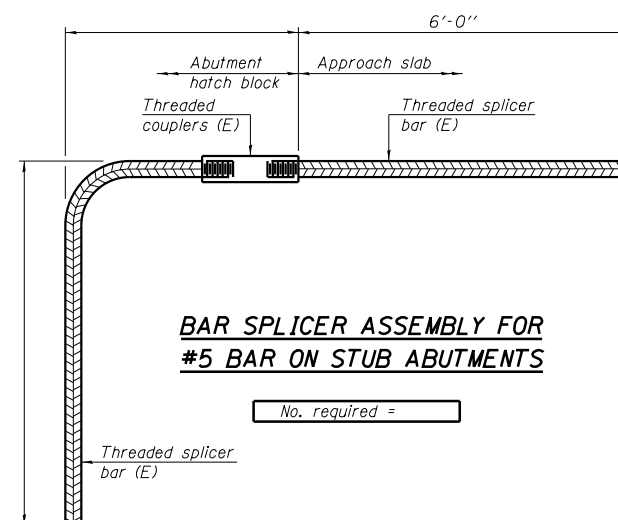 6'-0''
Abutment
hatch block
Approach slab
Threaded
couplers (E)
Threaded splicer
bar (E)
BAR SPLICER ASSEMBLY FOR
#5 BAR ON STUB ABUTMENTS
No. required =
Threaded splicer
bar (E)